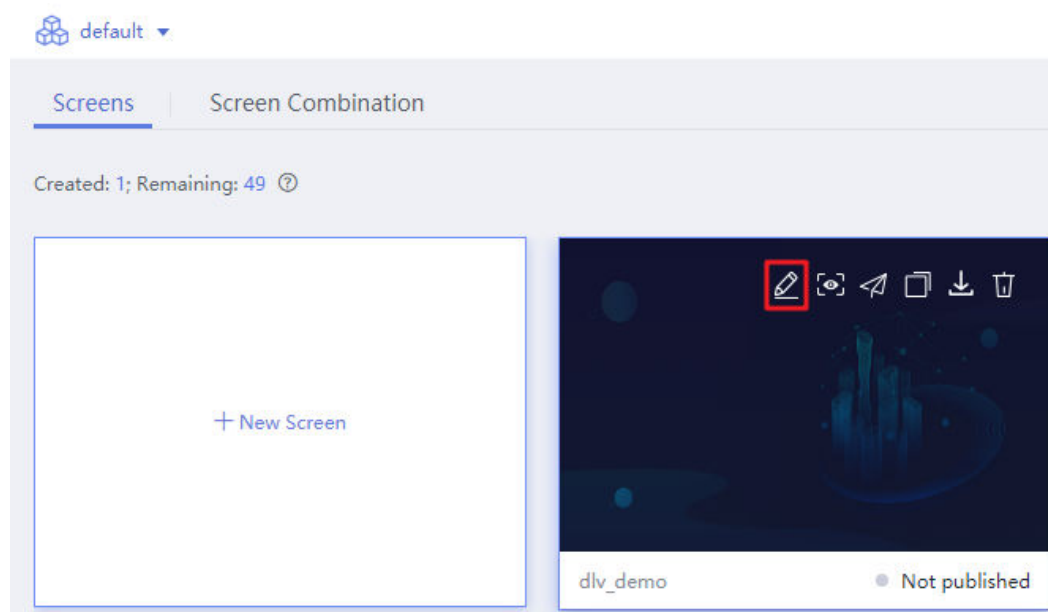 default
Screens
Screen Combination
Created: 1; Remaining: 49
New Screen
dlv_demo
Not published